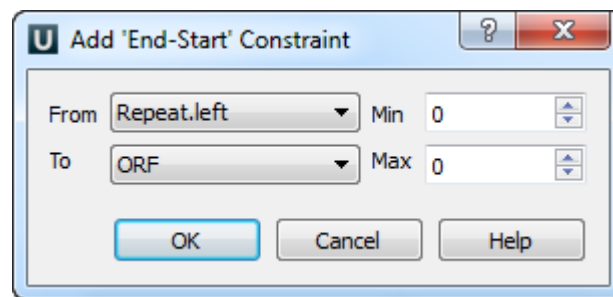 U Add 'End-Start' Constraint ?
From Repeat.left Min 0
To ORF Max 0
OK Cancel Help